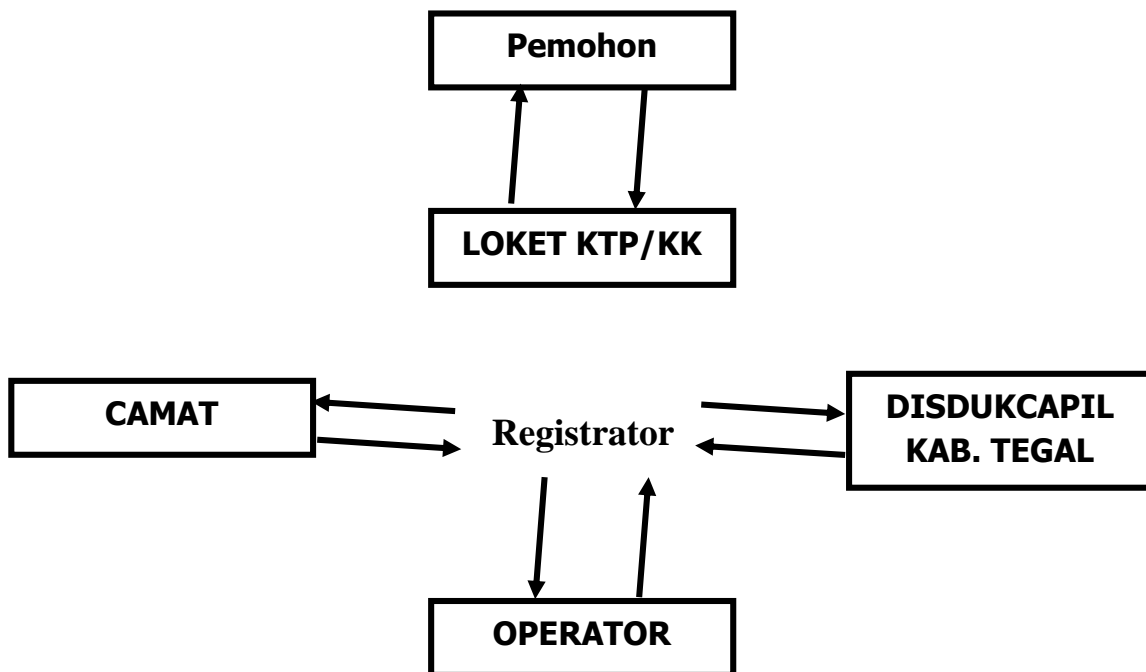 Pemohon
LOKET KTP/KK
CAMAT
Registrator
DISDUKCAPIL
KAB. TEGAL
OPERATOR